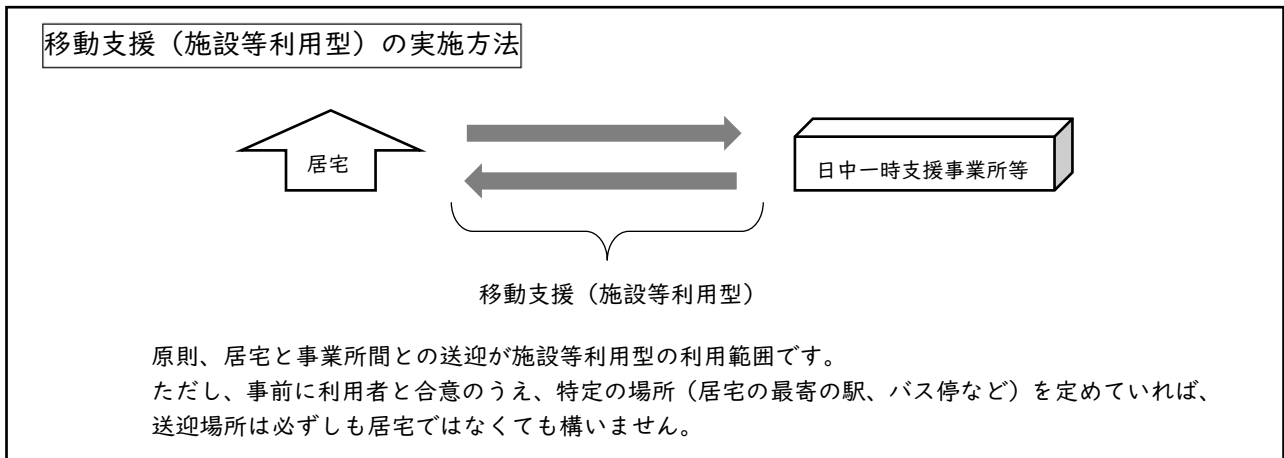 移動支援（施設等利用型）の実施方法
居宅
日中一時支援事業所等
移動支援（施設等利用型）
原則、居宅と事業所間との送迎が施設等利用型の利用範囲です。
ただし、事前に利用者と合意のうえ、特定の場所（居宅の最寄の駅、バス停など）を定めていれば、
送迎場所は必ずしも居宅ではなくても構いません。